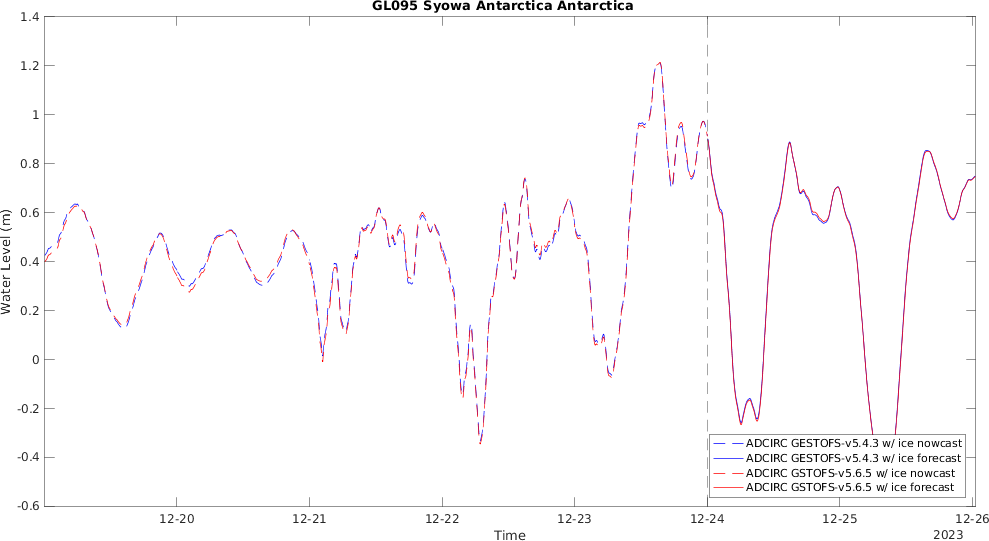 GL095 Syowa Antarctica Antarctica
1.4
1.2
1
0.8
0.6
0.4
0.2
0
-0.2
-0.4
-0.6
Water Level (m)
12-20
12-21
12-22
12-23
12-24
12-25
12-26
Time
2023
ADCIRC GESTOFS-v5.4.3 w/ ice nowcast
ADCIRC GESTOFS-v5.4.3 w/ ice forecast
ADCIRC GSTOFS-v5.6.5 w/ ice nowcast
ADCIRC GSTOFS-v5.6.5 w/ ice forecast